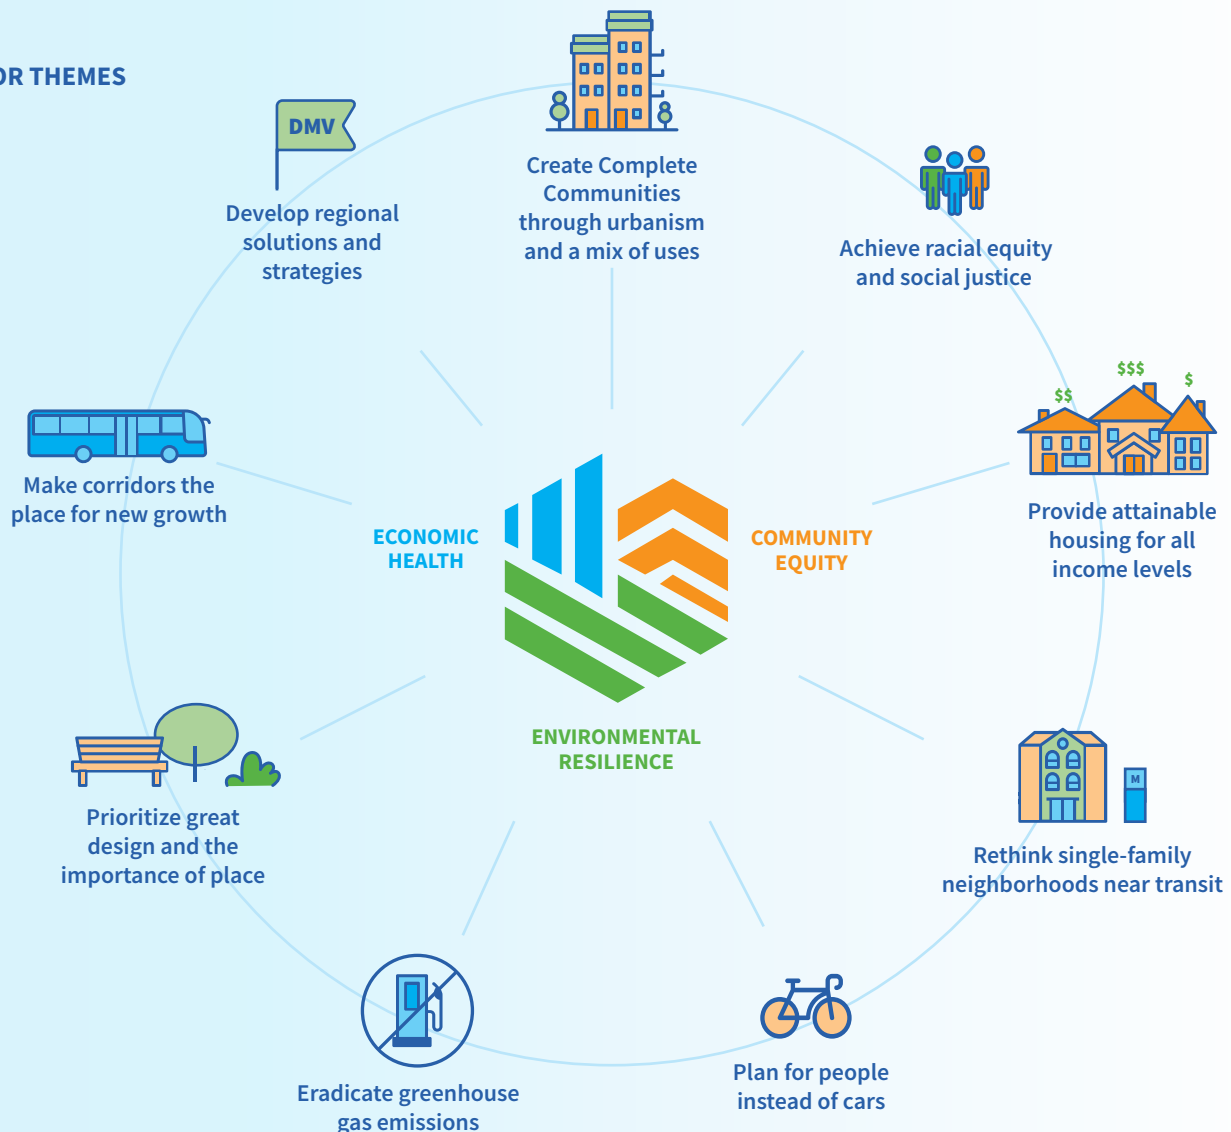 OR THEMES
DMV
Develop regional
solutions and
strategies
Create Complete
Communities
through urbanism
and a mix of uses
Achieve racial equity
and social justice
$$
$$$
$
Provide attainable
housing for all
income levels
Make corridors the
place for new growth
ECONOMIC
HEALTH
COMMUNITY
EQUITY
ENVIRONMENTAL
RESILIENCE
Prioritize great
design and the
importance of place
M
Rethink single-family
neighborhoods near transit
Eradicate greenhouse
gas emissions
Plan for people
instead of cars